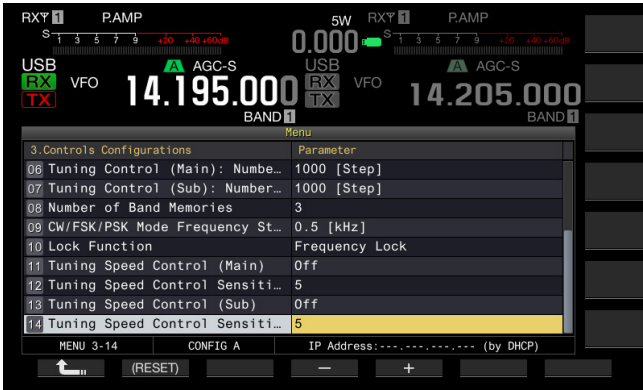 RX 1 P.AMP 5W RX 1 P.AMP
S 1 3 5 7 9 +20 +40 +60dB 0.000 S 1 3 5 7 9 +20 +40 +60dB
USB A AGC-S USB A AGC-S
RX VFO 14.195.000 RX VFO 14.205.000
TX TX
BAND 1 BAND 1
Menu
3.Controls Configurations Parameter
06 Tuning Control (Main): Numbe… 1000 [Step]
07 Tuning Control (Sub): Number… 1000 [Step]
08 Number of Band Memories 3
09 CW/FSK/PSK Mode Frequency St… 0.5 [kHz]
10 Lock Function Frequency Lock
11 Tuning Speed Control (Main) Off
12 Tuning Speed Control Sensiti… 5
13 Tuning Speed Control (Sub) Off
14 Tuning Speed Control Sensiti… 5
MENU 3-14 CONFIG A IP Address:---.---.---.--- (by DHCP)
(RESET) − +